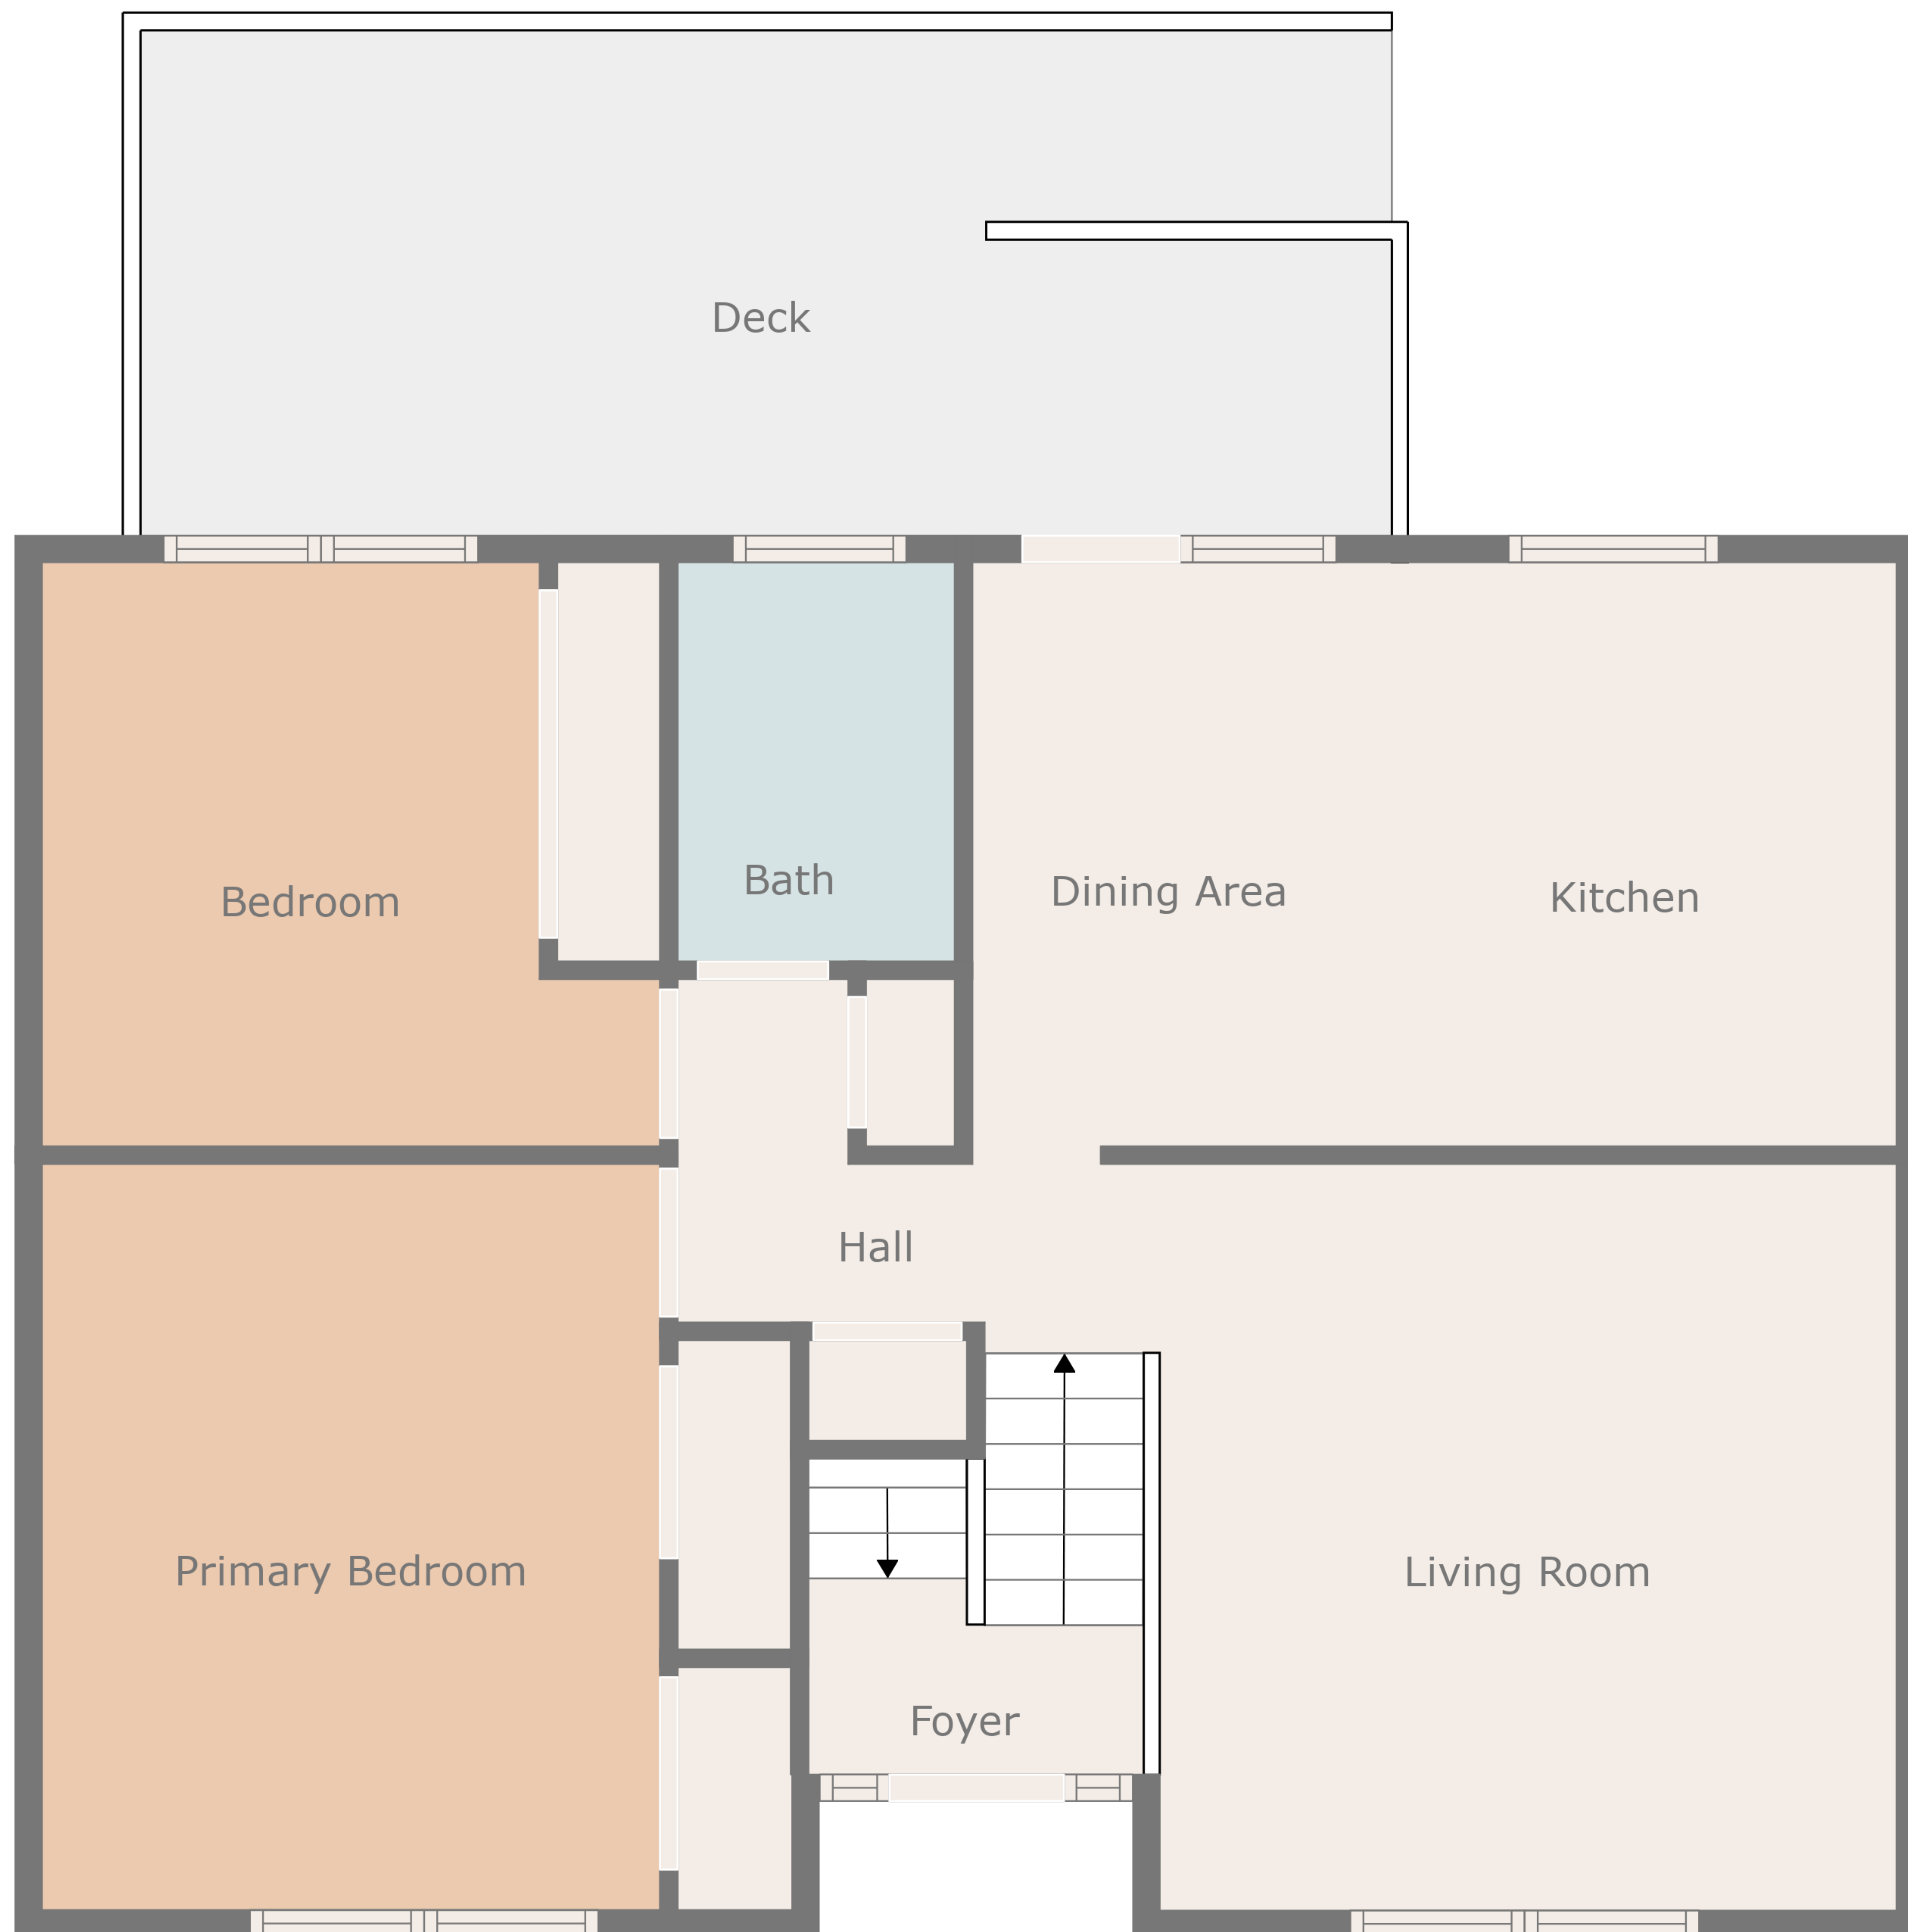 Deck
Bedroom
Bath
Dining Area
Kitchen
Hall
Primary Bedroom
Living Room
Foyer